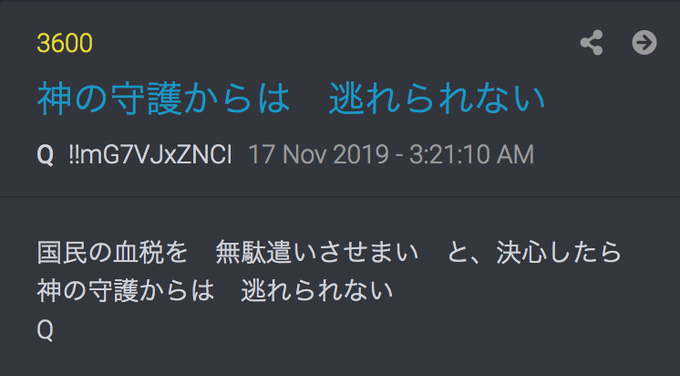 3600
神の守護からは　逃れられない
Q !!mG7VJxZNCI 17 Nov 2019 - 3:21:10 AM
国民の血税を　無駄遣いさせまい　と、決心したら
神の守護からは　逃れられない
Q